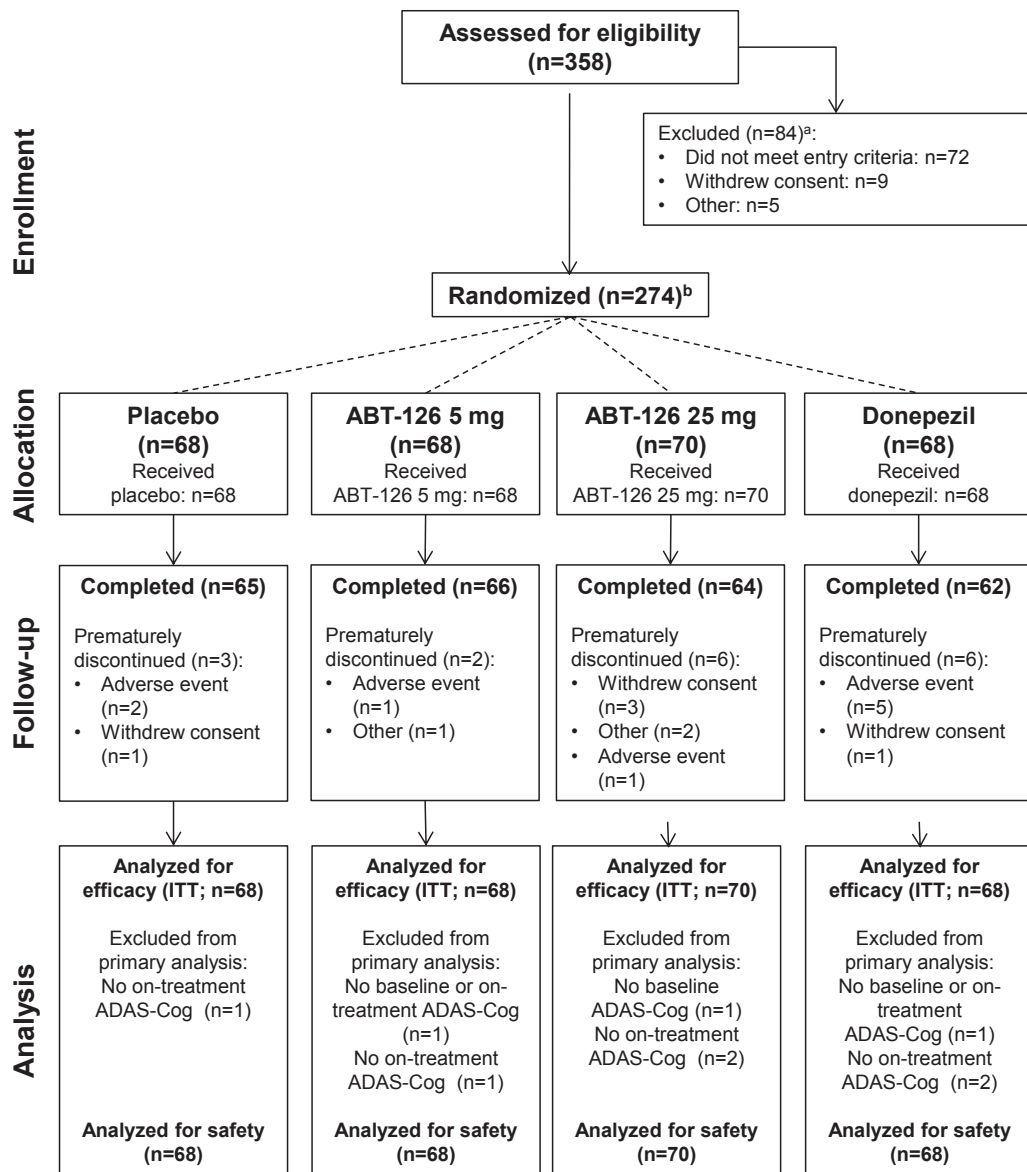 Assessed for eligibility
(n=358)
Excluded (n=84)ᵃ:
• Did not meet entry criteria: n=72
• Withdrew consent: n=9
• Other: n=5
Enrollment
Randomized (n=274)ᵇ
Allocation
Placebo
(n=68)
Received
placebo: n=68
ABT-126 5 mg
(n=68)
Received
ABT-126 5 mg: n=68
ABT-126 25 mg
(n=70)
Received
ABT-126 25 mg: n=70
Donepezil
(n=68)
Received
donepezil: n=68
Follow-up
Completed (n=65)
Prematurely
discontinued (n=3):
• Adverse event
(n=2)
• Withdrew consent
(n=1)
Completed (n=66)
Prematurely
discontinued (n=2):
• Adverse event
(n=1)
• Other (n=1)
Completed (n=64)
Prematurely
discontinued (n=6):
• Withdrew consent
(n=3)
• Other (n=2)
• Adverse event
(n=1)
Completed (n=62)
Prematurely
discontinued (n=6):
• Adverse event
(n=5)
• Withdrew consent
(n=1)
Analysis
Analyzed for
efficacy (ITT; n=68)
Excluded from
primary analysis:
No on-treatment
ADAS-Cog (n=1)
Analyzed for safety
(n=68)
Analyzed for
efficacy (ITT; n=68)
Excluded from
primary analysis:
No baseline or on-
treatment ADAS-Cog
(n=1)
No on-treatment
ADAS-Cog (n=1)
Analyzed for safety
(n=68)
Analyzed for
efficacy (ITT; n=70)
Excluded from
primary analysis:
No baseline
ADAS-Cog (n=1)
No on-treatment
ADAS-Cog (n=2)
Analyzed for safety
(n=70)
Analyzed for
efficacy (ITT; n=68)
Excluded from
primary analysis:
No baseline or on-
treatment
ADAS-Cog (n=1)
No on-treatment
ADAS-Cog (n=2)
Analyzed for safety
(n=68)